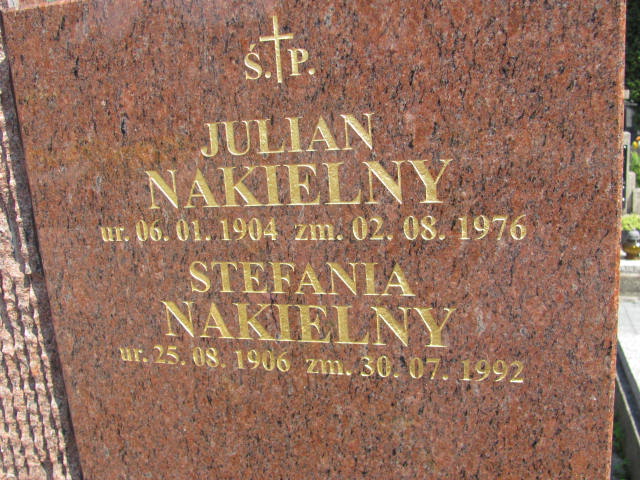 Ś.P.
JULIAN
NAKIELNY
ur. 06. 01. 1904 zm. 02. 08. 1976
STEFANIA
NAKIELNY
ur. 25. 08. 1906 zm. 30. 07. 1992